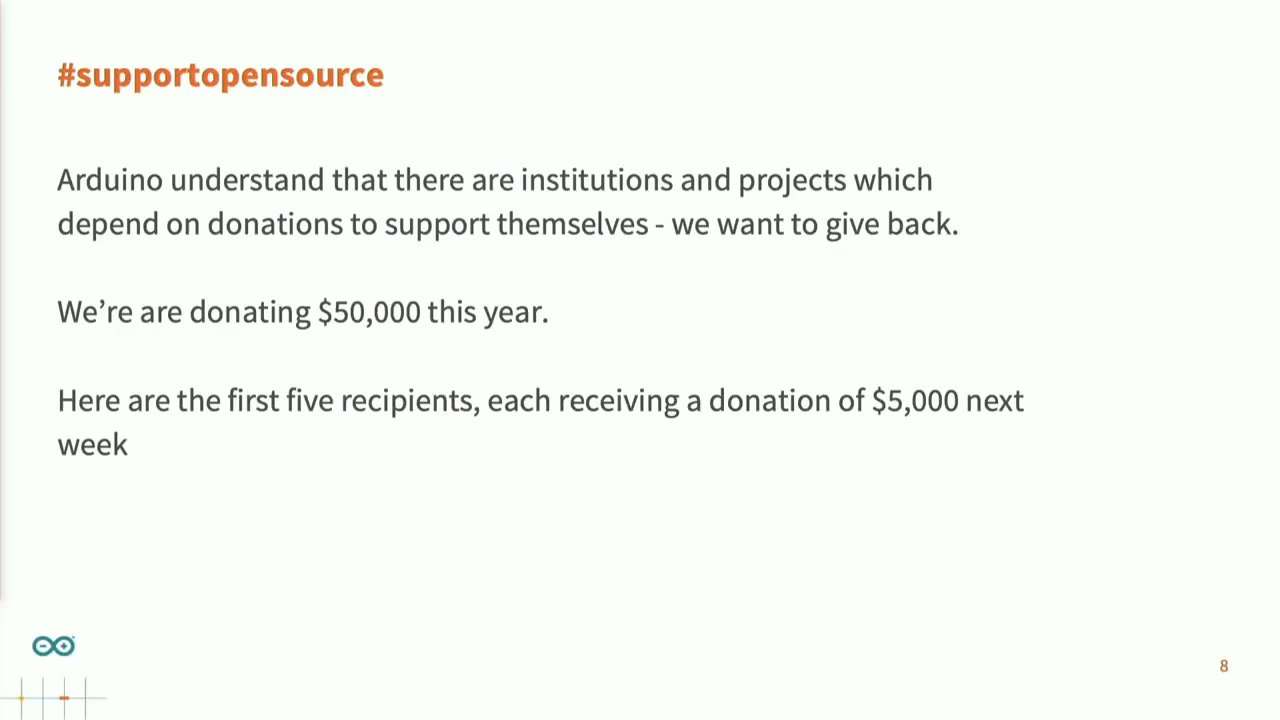 #supportopensource
Arduino understand that there are institutions and projects which
depend on donations to support themselves - we want to give back.
We’re are donating $50,000 this year.
Here are the first five recipients, each receiving a donation of $5,000 next
week
8